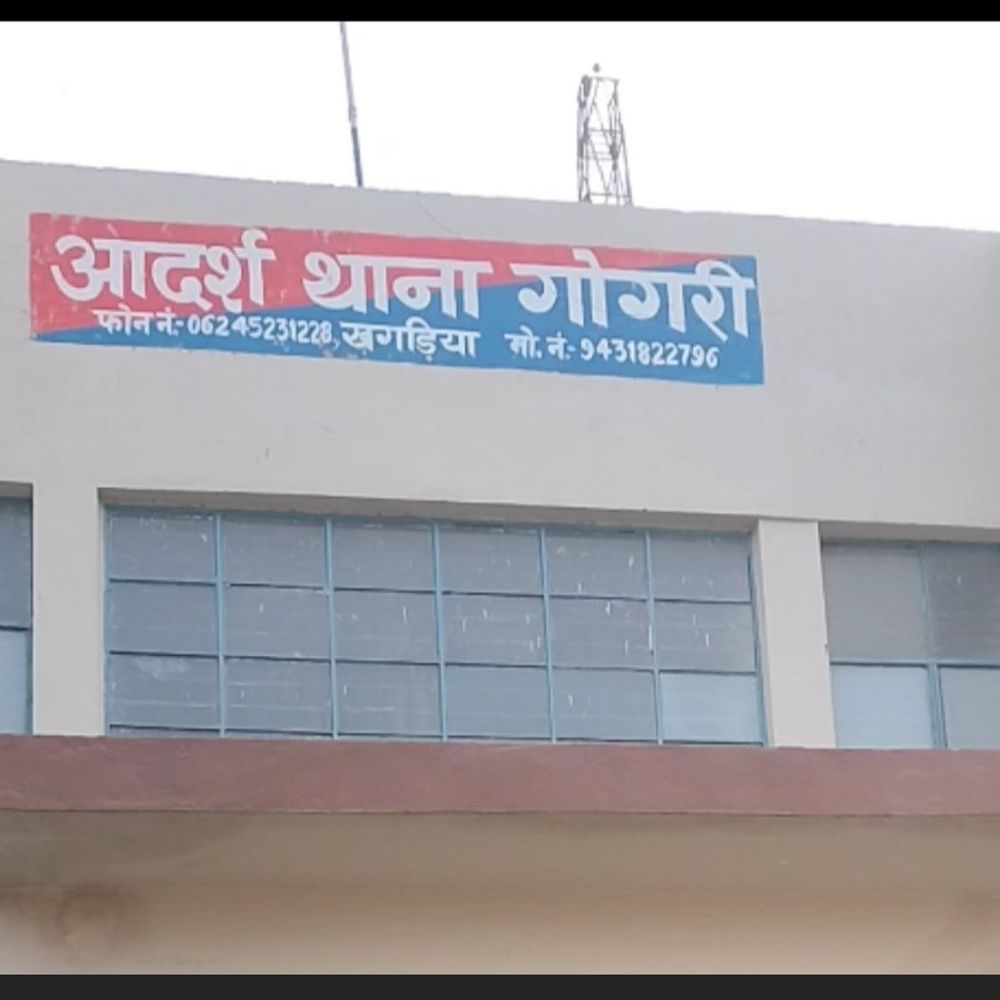 आदर्श थाना गोगरी
फोन नं:- 06245231228, खगड़िया मो. नं:- 9431822796